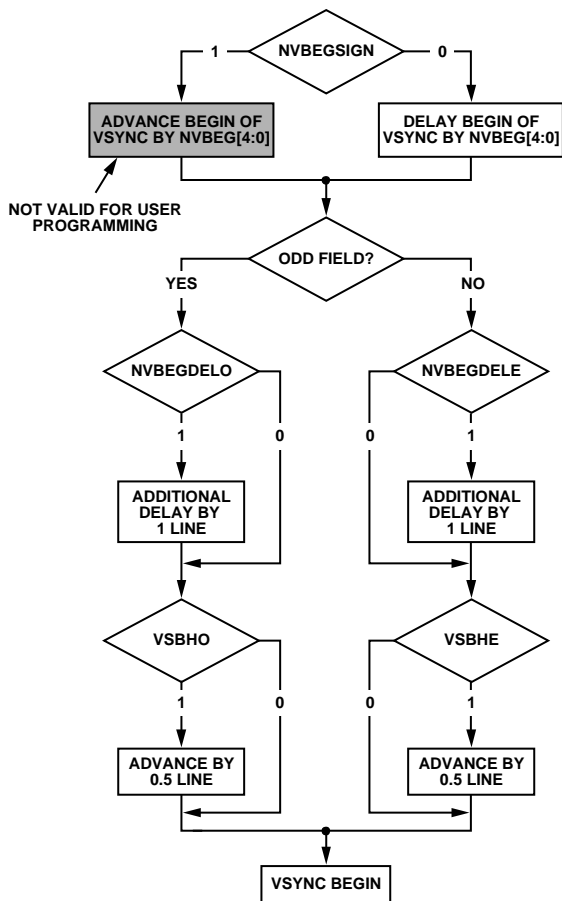 NVBEGSIGN
1
0
ADVANCE BEGIN OF
VSYNC BY NVBEG[4:0]
DELAY BEGIN OF
VSYNC BY NVBEG[4:0]
NOT VALID FOR USER
PROGRAMMING
ODD FIELD?
YES
NO
NVBEGDELO
NVBEGDELE
1
0
0
1
ADDITIONAL
DELAY BY
1 LINE
ADDITIONAL
DELAY BY
1 LINE
VSBHO
VSBHE
1
0
0
1
ADVANCE BY
0.5 LINE
ADVANCE BY
0.5 LINE
VSYNC BEGIN